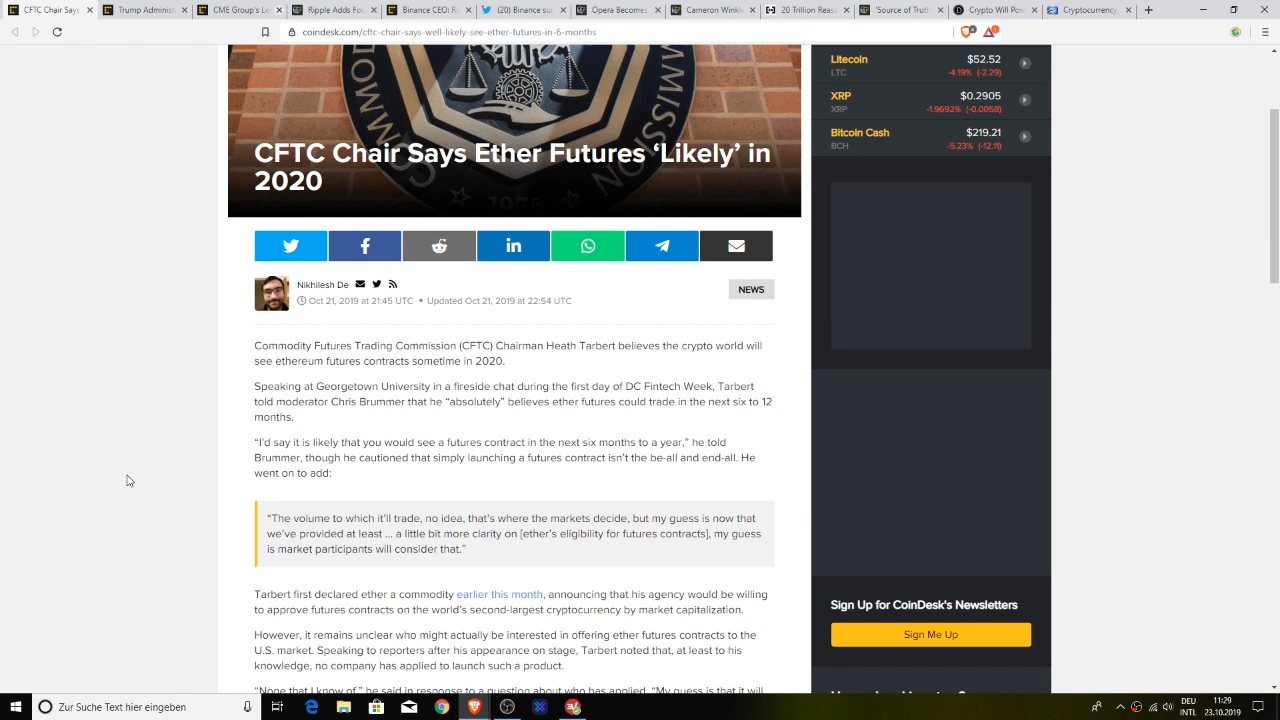 CFTC Chair Says
Trump Adminis
CME Group's Le
Ripple Adds Fo
Binance CEO: R
(20) Binance su
Opera Becomes
Cameron Winkle
20 Trillion Reas
'Source of Truth
Crypto Will Pow
Cryptocurrency
coindesk.com/cftc-chair-says-well-likely-see-ether-futures-in-6-months
COMMISSION
1975
CFTC Chair Says Ether Futures ‘Likely’ in
2020
Nikhilesh De
Oct 21, 2019 at 21:45 UTC • Updated Oct 21, 2019 at 22:54 UTC
NEWS
Commodity Futures Trading Commission (CFTC) Chairman Heath Tarbert believes the crypto world will
see ethereum futures contracts sometime in 2020.
Speaking at Georgetown University in a fireside chat during the first day of DC Fintech Week, Tarbert
told moderator Chris Brummer that he “absolutely” believes ether futures could trade in the next six to 12
months.
“I’d say it is likely that you would see a futures contract in the next six months to a year,” he told
Brummer, though he cautioned that simply launching a futures contract isn’t the be-all and end-all. He
went on to add:
“The volume to which it’ll trade, no idea, that’s where the markets decide, but my guess is now that
we’ve provided at least … a little bit more clarity on [ether’s eligibility for futures contracts], my guess
is market participants will consider that.”
Tarbert first declared ether a commodity earlier this month, announcing that his agency would be willing
to approve futures contracts on the world’s second-largest cryptocurrency by market capitalization.
However, it remains unclear who might actually be interested in offering ether futures contracts to the
U.S. market. Speaking to reporters after his appearance on stage, Tarbert noted that, at least to his
knowledge, no company has applied to launch such a product.
“None that I know of,” he said in response to a question about who has applied. “My guess is that it will
Litecoin $52.52
LTC -4.19% (-2.29)
XRP $0.2905
XRP -1.9692% (-0.0058)
Bitcoin Cash $219.21
BCH -5.23% (-12.11)
Sign Up for CoinDesk's Newsletters
Sign Me Up
Zur Suche Text hier eingeben
DEU
INTL
11:29
23.10.2019